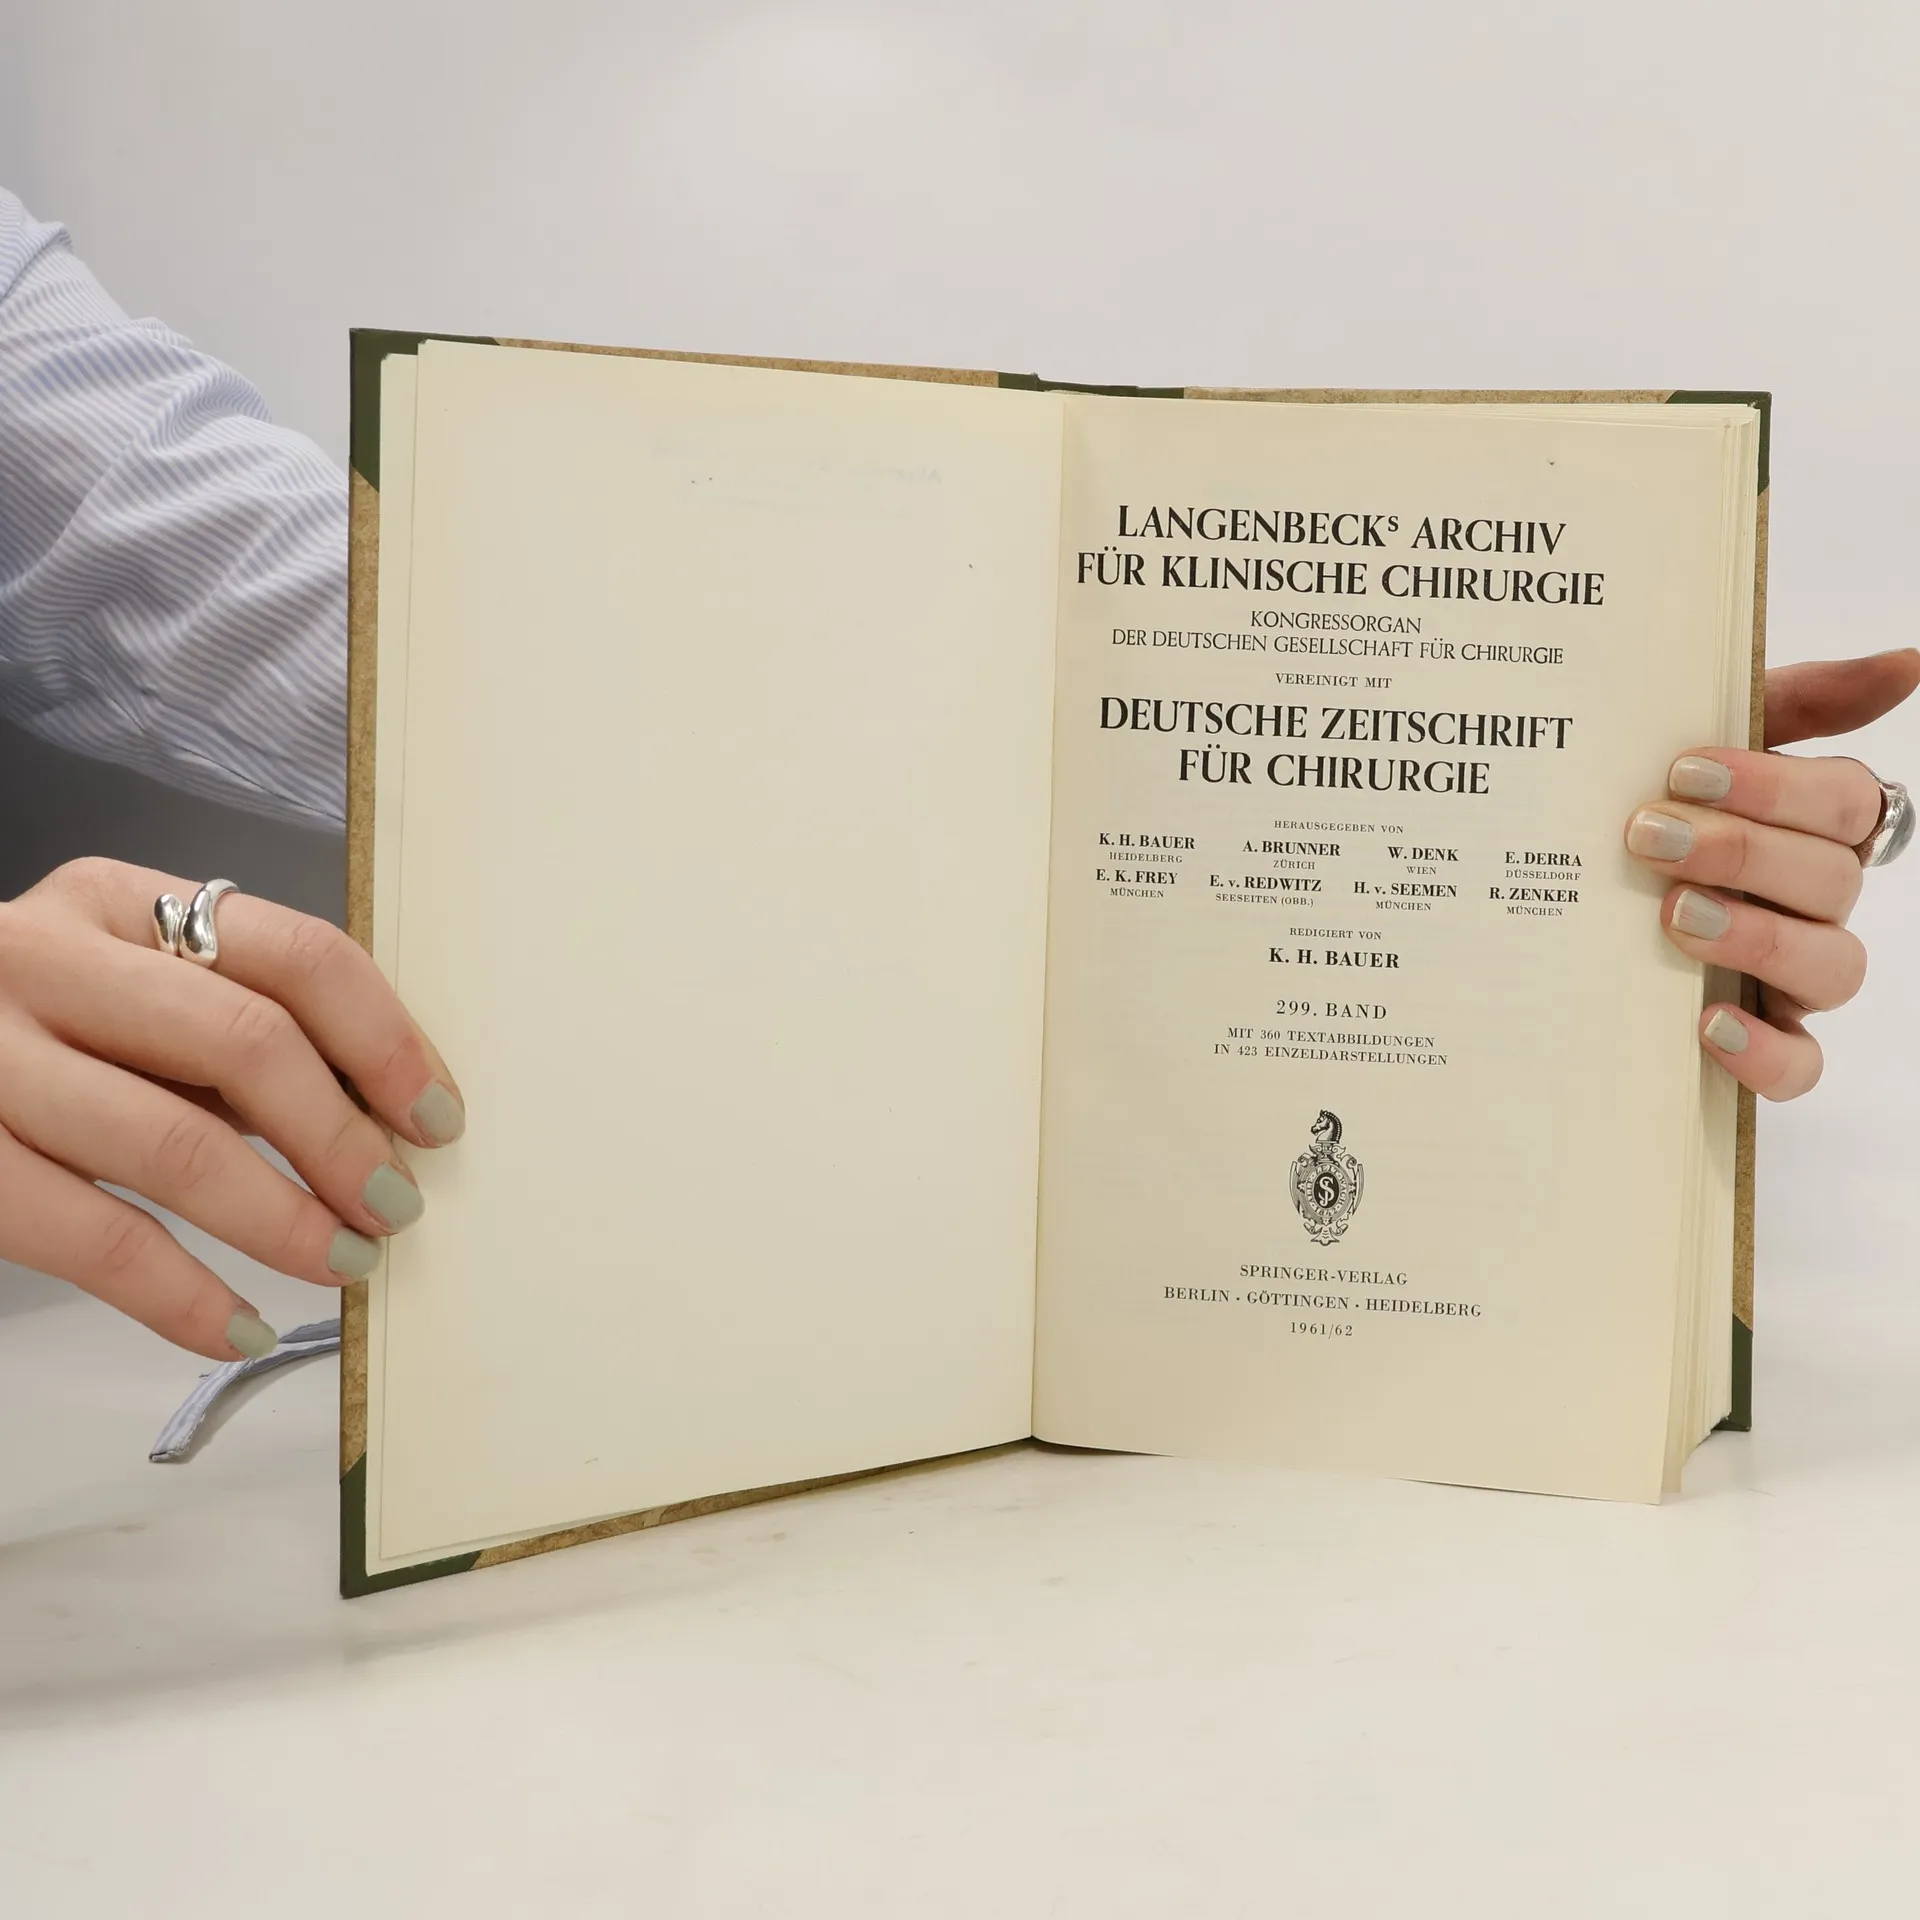 LANGENBECKˢ ARCHIV
FÜR KLINISCHE CHIRURGIE
KONGRESSORGAN
DER DEUTSCHEN GESELLSCHAFT FÜR CHIRURGIE
VEREINIGT MIT
DEUTSCHE ZEITSCHRIFT
FÜR CHIRURGIE
HERAUSGEGEBEN VON
K. H. BAUER A. BRUNNER W. DENK E. DERRA
HEIDELBERG ZÜRICH WIEN DÜSSELDORF
E. K. FREY E. v. REDWITZ H. v. SEEMEN R. ZENKER
MÜNCHEN SEESEITEN (OBB.) MÜNCHEN MÜNCHEN
REDIGIERT VON
K. H. BAUER
299. BAND
MIT 360 TEXTABBILDUNGEN
IN 423 EINZELDARSTELLUNGEN
SPRINGER-VERLAG
BERLIN · GÖTTINGEN · HEIDELBERG
1961/62